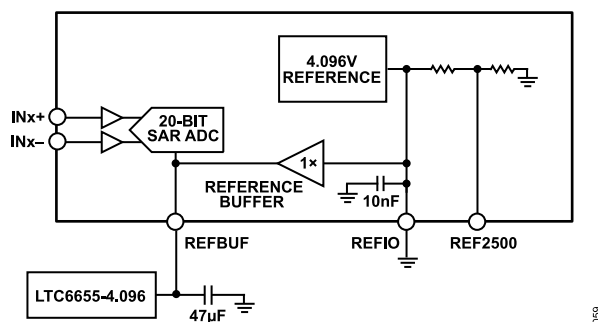 4.096V
REFERENCE
INx+
INx–
20-BIT
SAR ADC
1×
REFERENCE
BUFFER
10nF
REFBUF
REFIO
REF2500
LTC6655-4.096
47µF
059